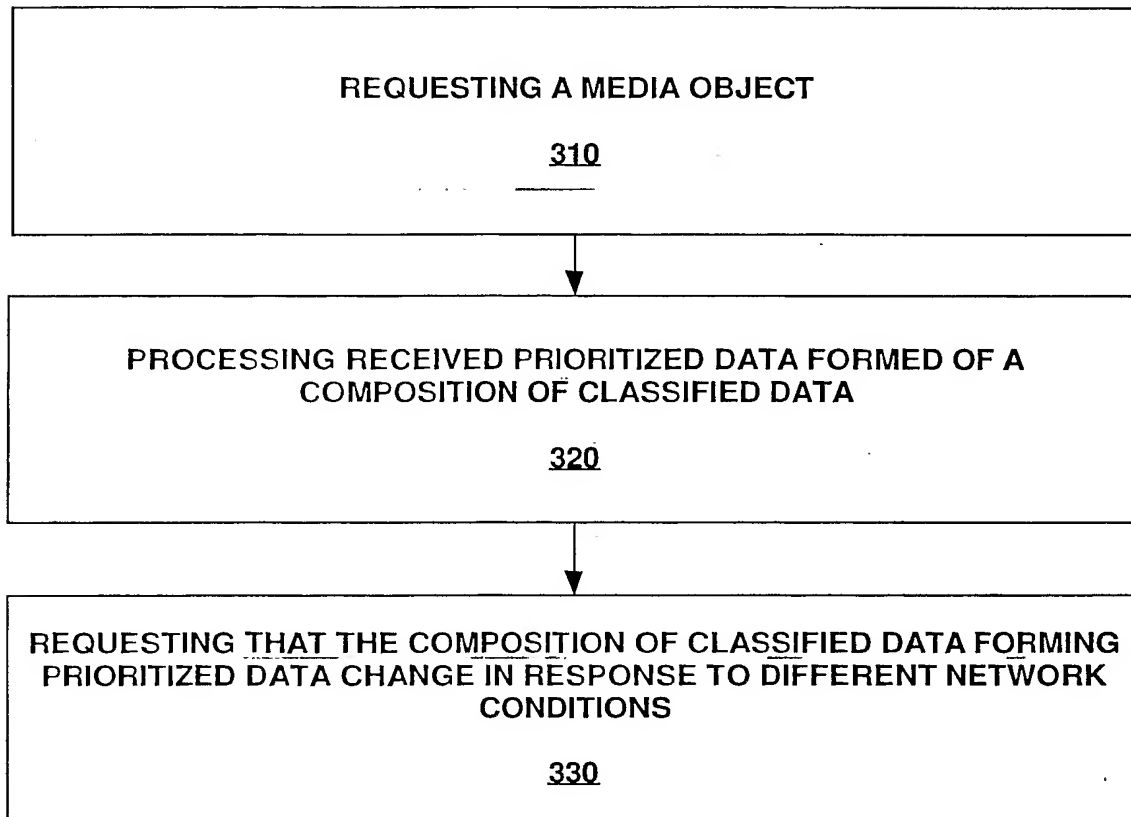 REQUESTING A MEDIA OBJECT
310
PROCESSING RECEIVED PRIORITIZED DATA FORMED OF A
COMPOSITION OF CLASSIFIED DATA
320
REQUESTING THAT THE COMPOSITION OF CLASSIFIED DATA FORMING
PRIORITIZED DATA CHANGE IN RESPONSE TO DIFFERENT NETWORK
CONDITIONS
330